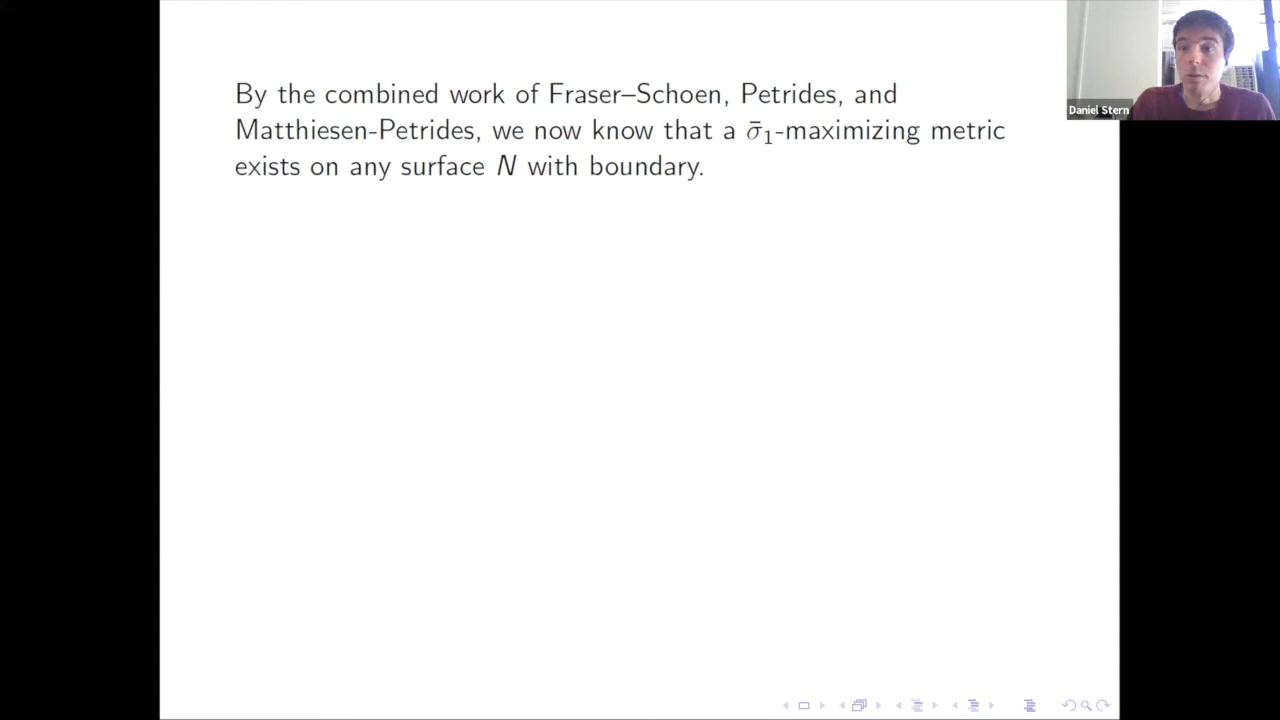 By the combined work of Fraser–Schoen, Petrides, and
Matthiesen-Petrides, we now know that a σ̄₁-maximizing metric
exists on any surface N with boundary.
Daniel Stern